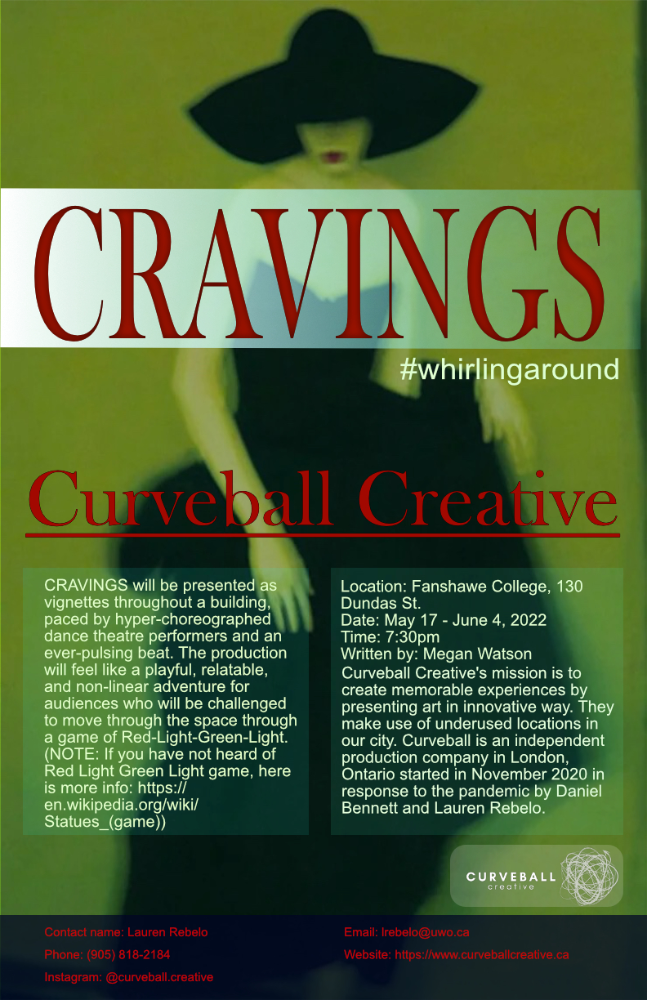 CRAVINGS
#whirlingaround
Curveball Creative
CRAVINGS will be presented as
vignettes throughout a building,
paced by hyper-choreographed
dance theatre performers and an
ever-pulsing beat. The production
will feel like a playful, relatable,
and non-linear adventure for
audiences who will be challenged
to move through the space through
a game of Red-Light-Green-Light.
(NOTE: If you have not heard of
Red Light Green Light game, here
is more info: https://
en.wikipedia.org/wiki/
Statues_(game))
Location: Fanshawe College, 130
Dundas St.
Date: May 17 - June 4, 2022
Time: 7:30pm
Written by: Megan Watson
Curveball Creative's mission is to
create memorable experiences by
presenting art in innovative way. They
make use of underused locations in
our city. Curveball is an independent
production company in London,
Ontario started in November 2020 in
response to the pandemic by Daniel
Bennett and Lauren Rebelo.
CURVEBALL
creative
Contact name: Lauren Rebelo
Phone: (905) 818-2184
Instagram: @curveball.creative
Email: lrebelo@uwo.ca
Website: https://www.curveballcreative.ca